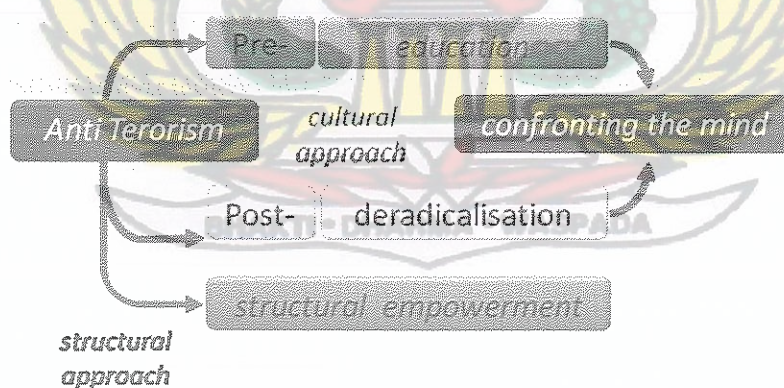 Pre- education
Anti Terorism
cultural
approach
confronting the mind
Post- deradicalisation
structural empowerment
structural
approach